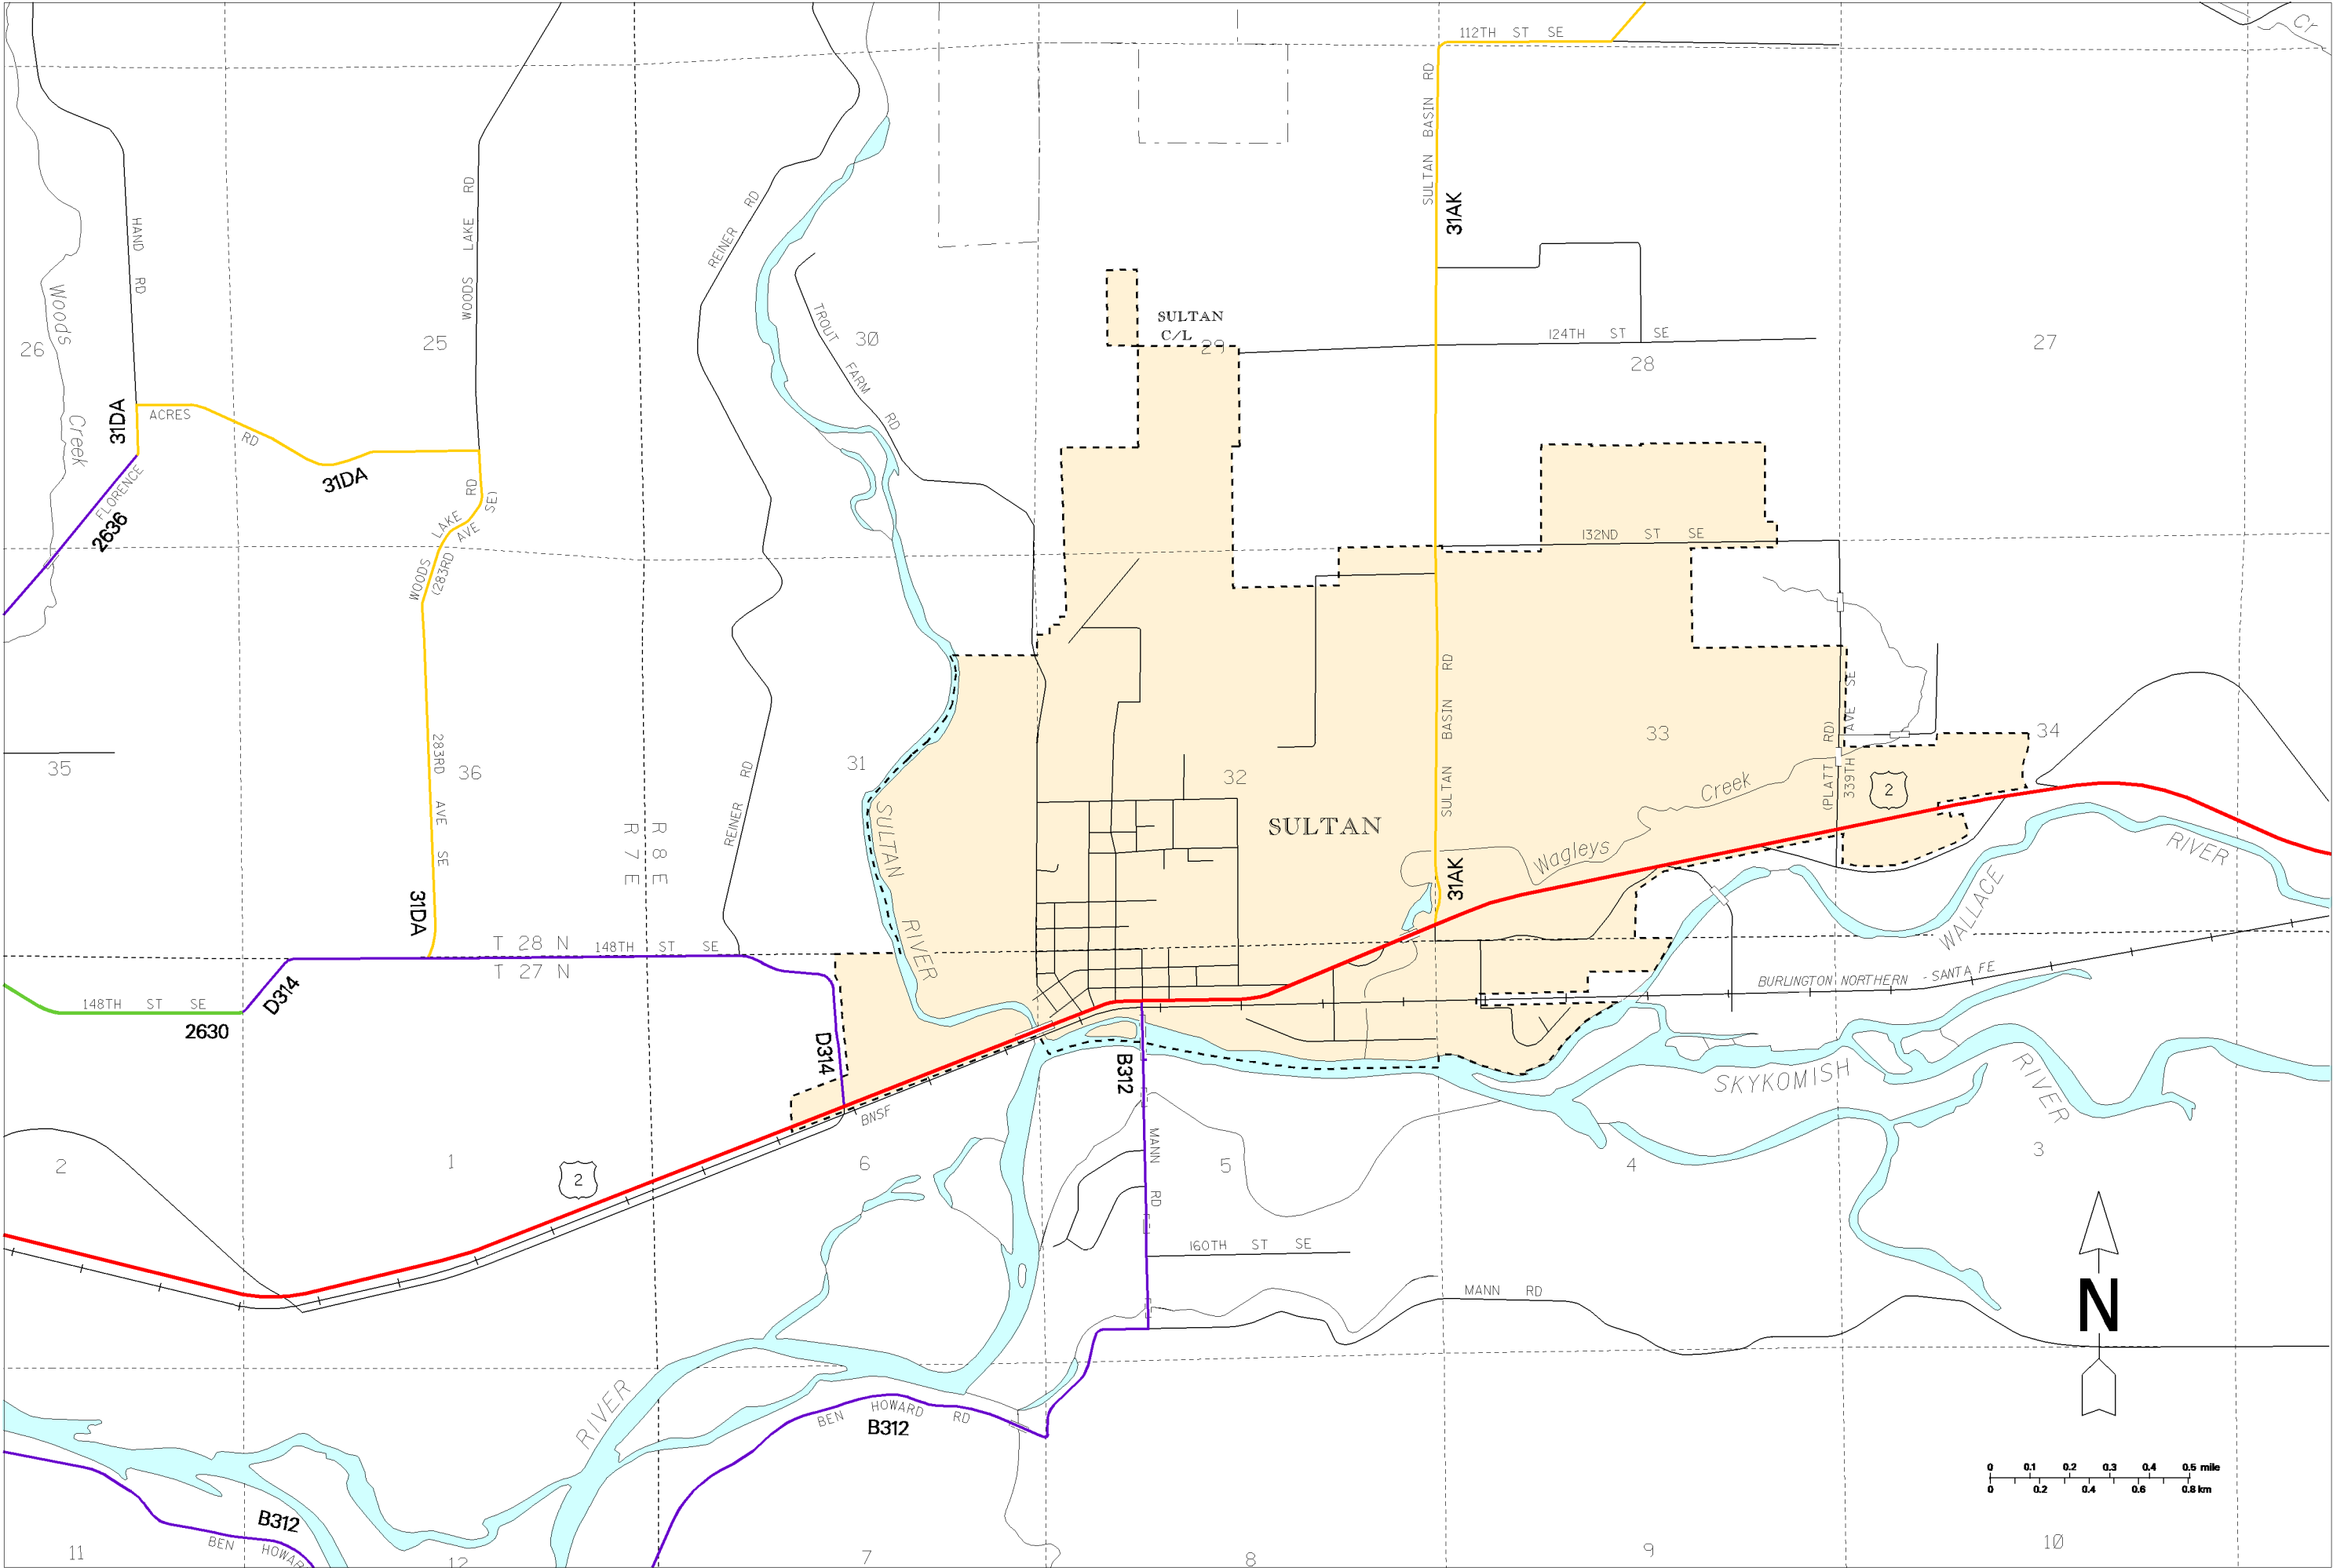 112TH ST SE
Cr
SULTAN BASIN RD
31AK
HAND RD
WOODS LAKE RD
REINER RD
TROUT FARM RD
Woods Creek
26
25
30
SULTAN
C/L
29
124TH ST SE
28
27
31DA
ACRES RD
31DA
FLORENCE
2636
WOODS LAKE RD
(283RD AVE SE)
132ND ST SE
283RD AVE SE
35
36
31
32
33
34
SULTAN BASIN RD
REINER RD
R 7 E
R 8 E
SULTAN RIVER
SULTAN
Wagleys Creek
(PLATT RD)
339TH AVE SE
2
31AK
31DA
WALLACE RIVER
T 28 N
T 27 N
148TH ST SE
148TH ST SE
2630
D314
D314
BURLINGTON NORTHERN - SANTA FE
BNSF
B312
SKYKOMISH RIVER
MANN RD
2
1
2
6
5
4
3
160TH ST SE
MANN RD
N
RIVER
BEN HOWARD RD
B312
B312
BEN HOWAR
0 0.1 0.2 0.3 0.4 0.5 mile
0 0.2 0.4 0.6 0.8 km
11
12
7
8
9
10